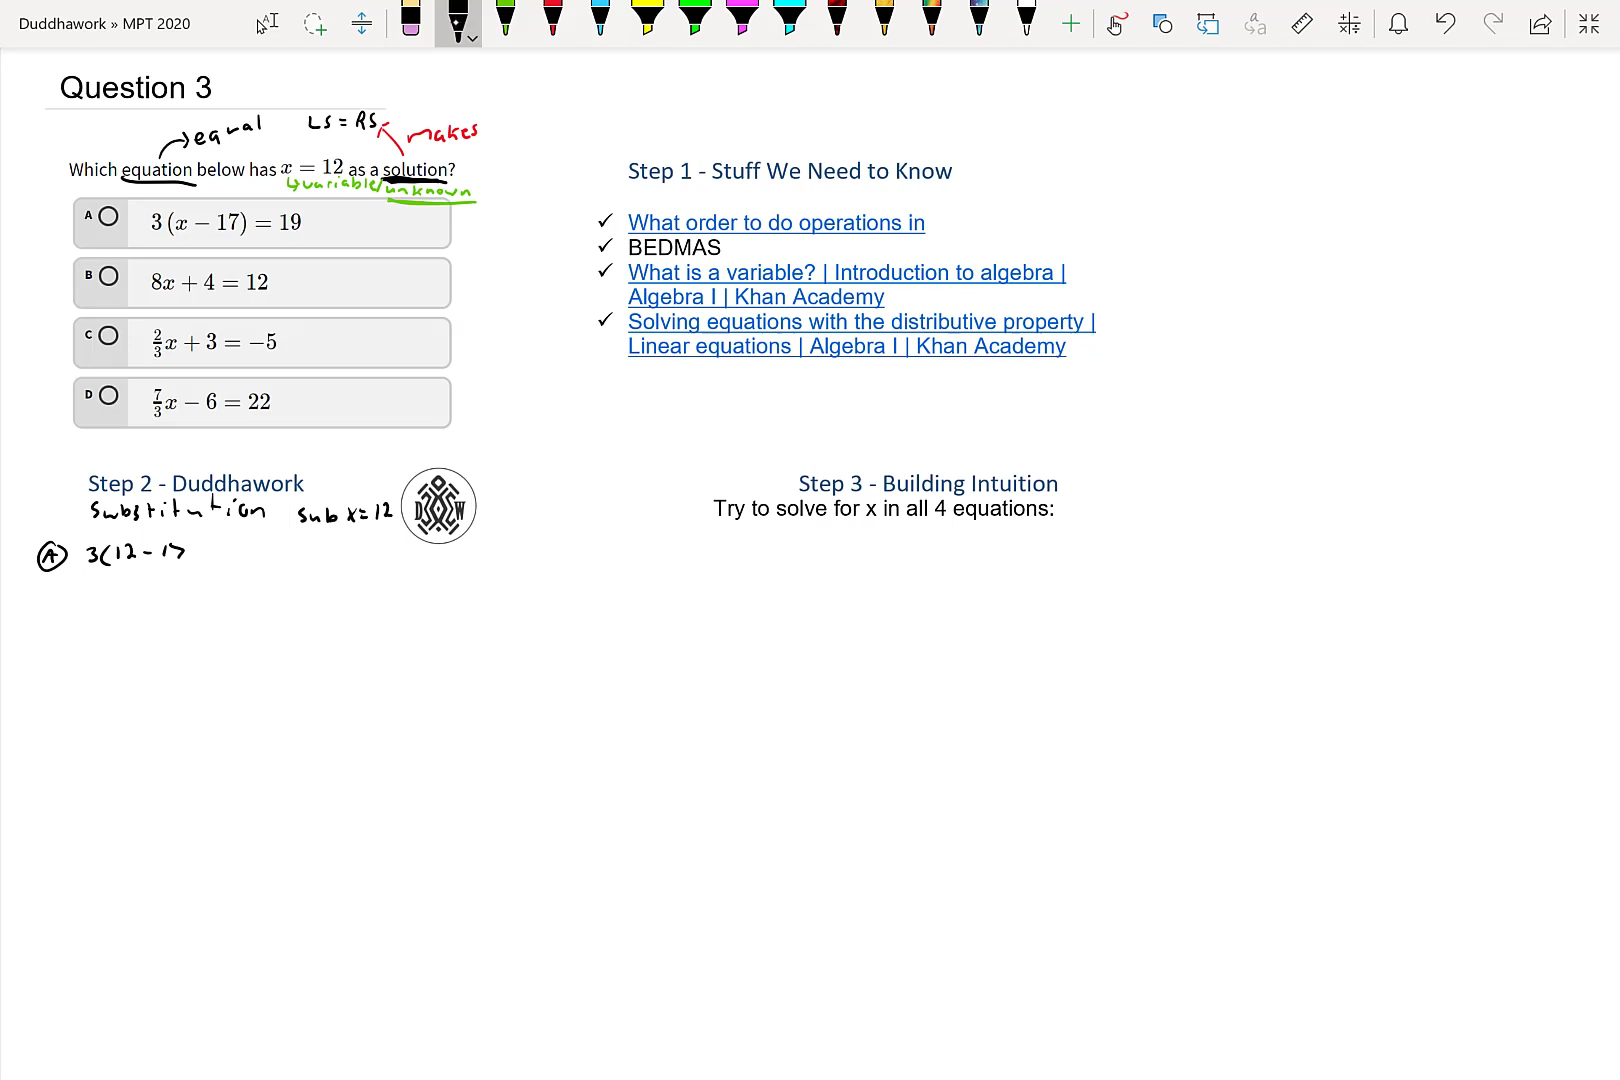 Duddhawork » MPT 2020
Question 3
equal LS = RS makes
Which equation below has x = 12 as a solution?
variable/unknown
A 3 (x − 17) = 19
B 8x + 4 = 12
C 2/3 x + 3 = −5
D 7/3 x − 6 = 22
Step 1 - Stuff We Need to Know
✓ What order to do operations in
✓ BEDMAS
✓ What is a variable? | Introduction to algebra |
Algebra I | Khan Academy
✓ Solving equations with the distributive property |
Linear equations | Algebra I | Khan Academy
Step 2 - Duddhawork
Substitution sub x=12
D W
A 3(12 - 17
Step 3 - Building Intuition
Try to solve for x in all 4 equations: